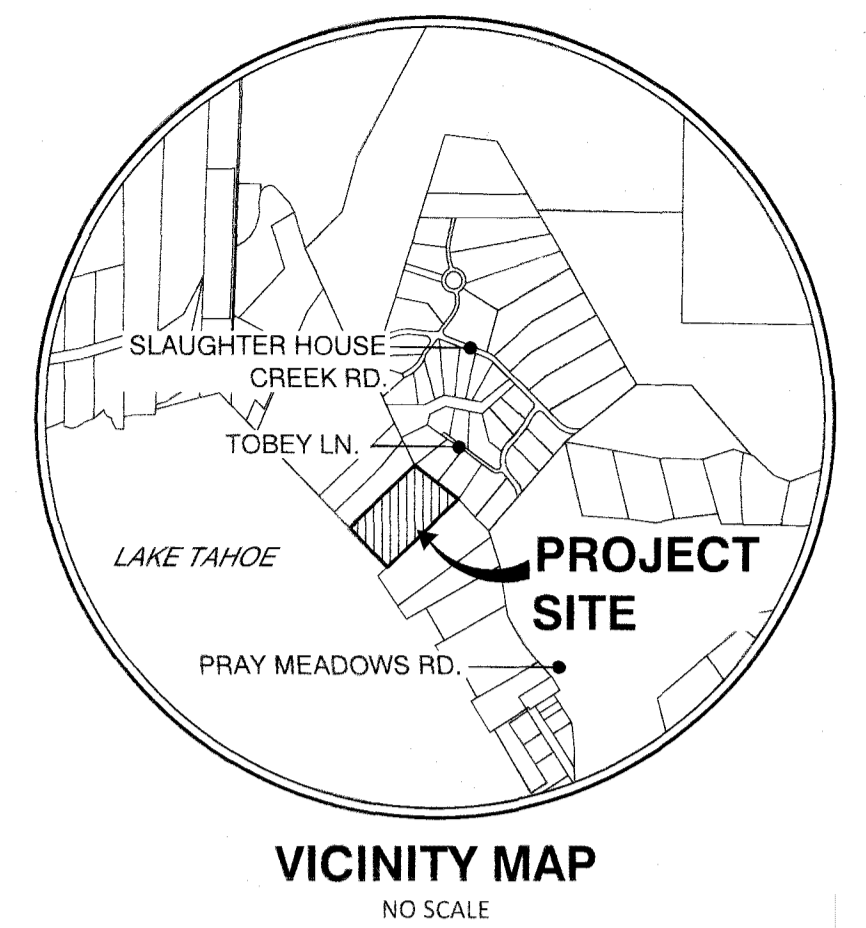 SLAUGHTER HOUSE
CREEK RD.
TOBEY LN.
LAKE TAHOE
PROJECT
SITE
PRAY MEADOWS RD.
VICINITY MAP
NO SCALE